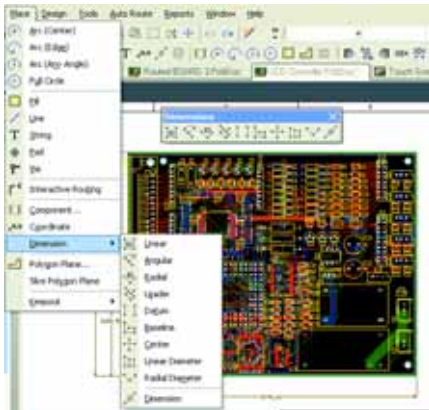 Place Design Tools Auto Route Reports Window Help
Arc (Center)
Arc (Edge)
Arc (Any Angle)
Full Circle
Fill
Line
String
Pad
Via
Interactive Routing
Component...
Coordinate
Dimension
Polygon Plane...
Slice Polygon Plane
Keepout
Dimensions
Linear
Angular
Radial
Leader
Datum
Baseline
Center
Linear Diameter
Radial Diameter
Dimension